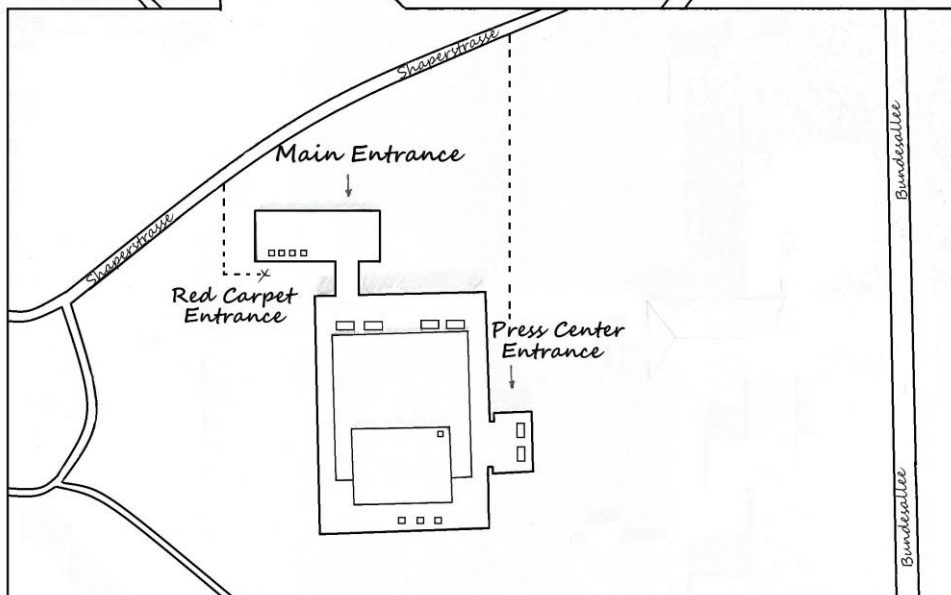 Shaperstrasse
Bundesallee
Main Entrance
Shaperstrasse
Red Carpet
Entrance
Press Center
Entrance
Bundesallee